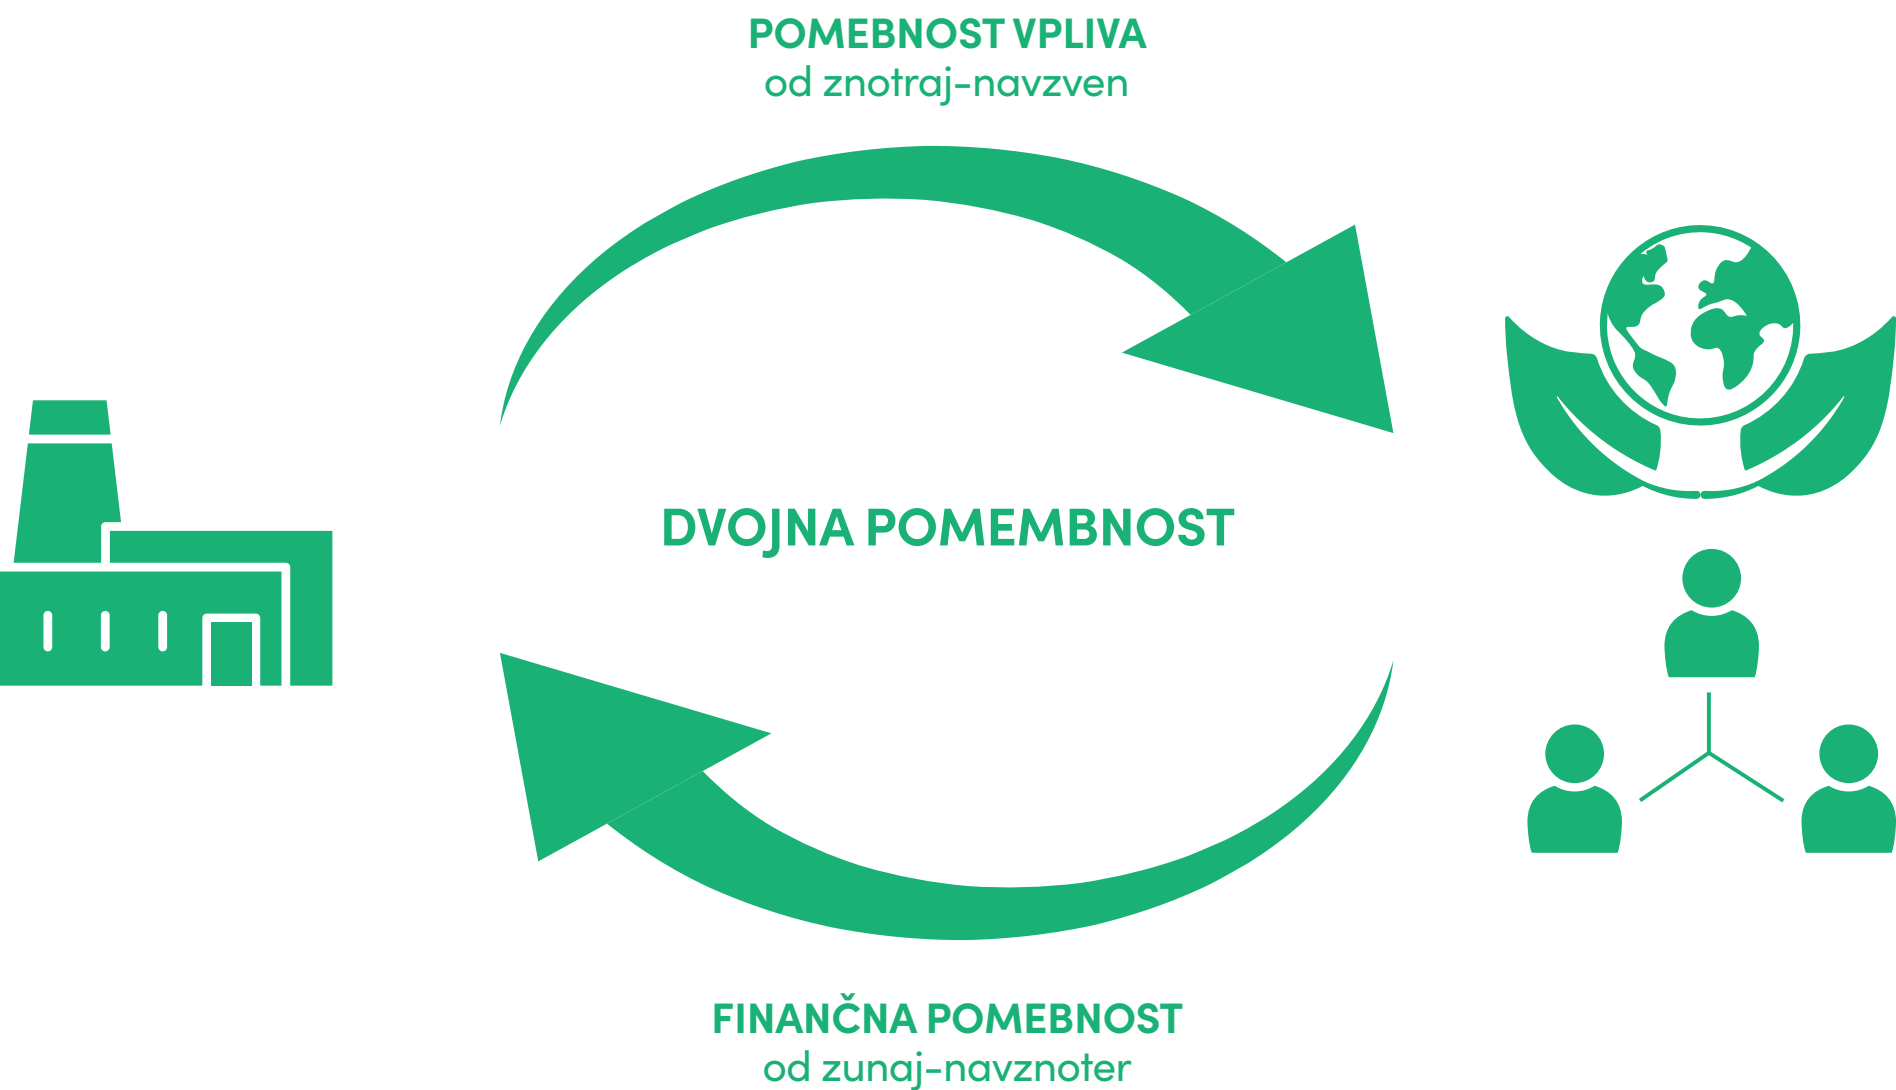 POMEBNOST VPLIVA
od znotraj-navzven
DVOJNA POMEMBNOST
FINANČNA POMEBNOST
od zunaj-navznoter